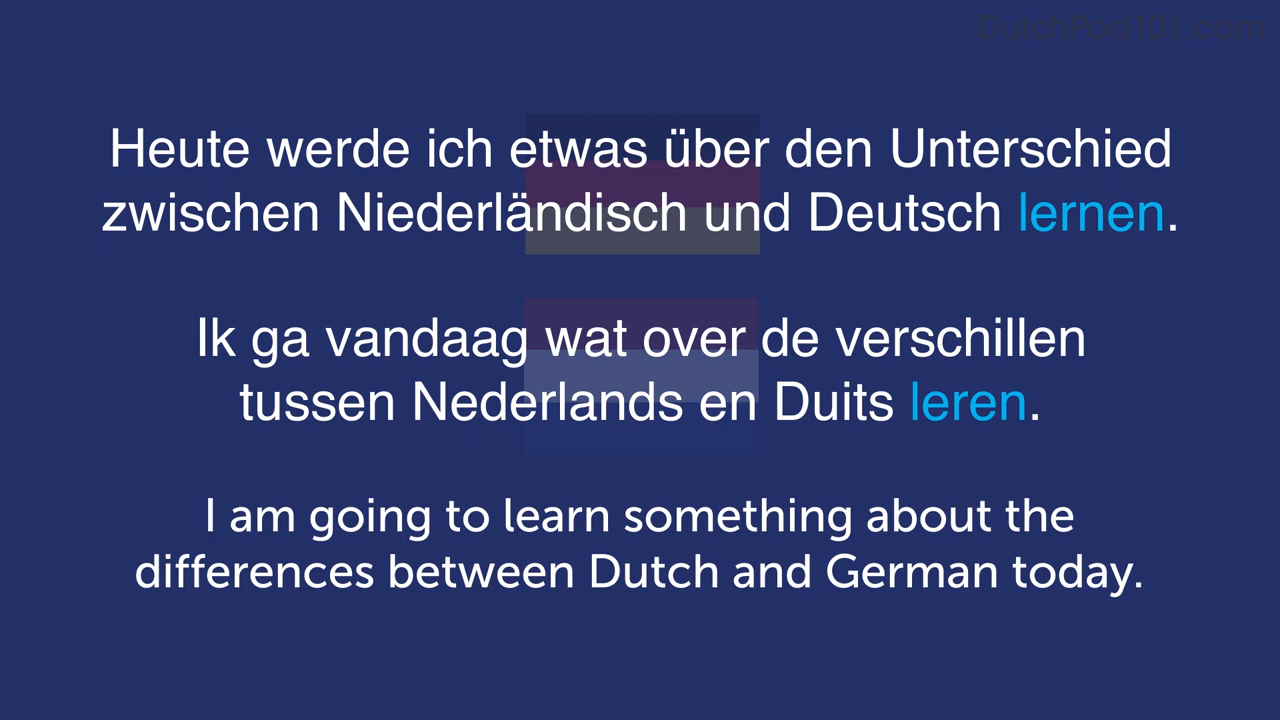 DutchPod101.com
Heute werde ich etwas über den Unterschied
zwischen Niederländisch und Deutsch lernen.
Ik ga vandaag wat over de verschillen
tussen Nederlands en Duits leren.
I am going to learn something about the
differences between Dutch and German today.